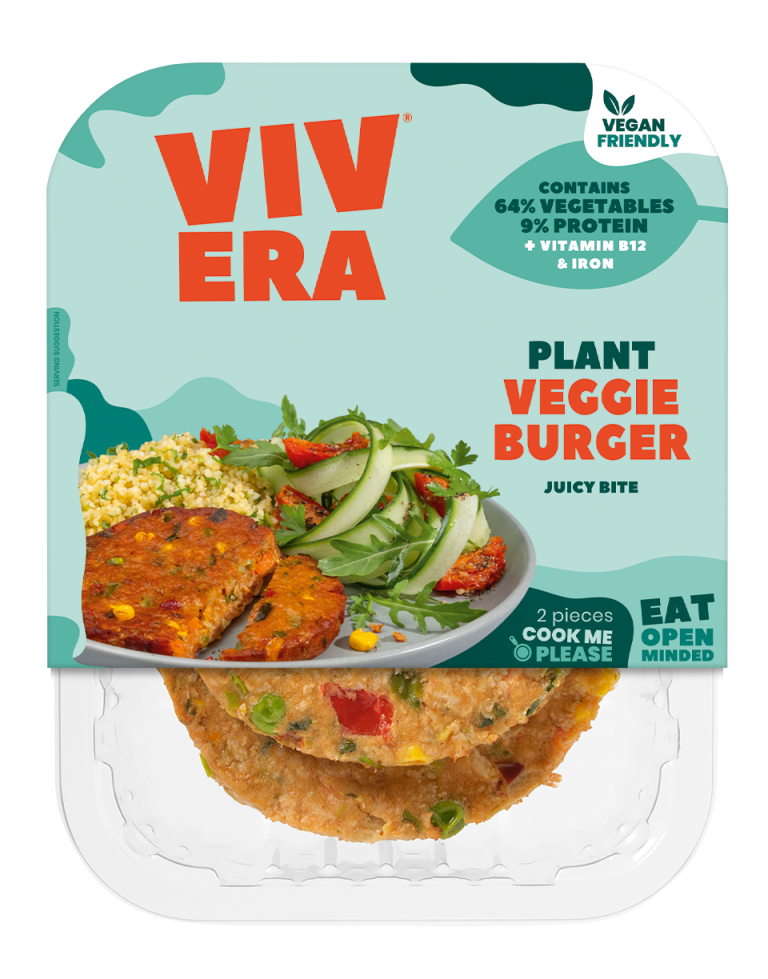 VIV
ERA®
VEGAN
FRIENDLY
CONTAINS
64% VEGETABLES
9% PROTEIN
+ VITAMIN B12
& IRON
SERVING SUGGESTION
PLANT
VEGGIE
BURGER
JUICY BITE
2 pieces
COOK ME
PLEASE
EAT
OPEN
MINDED